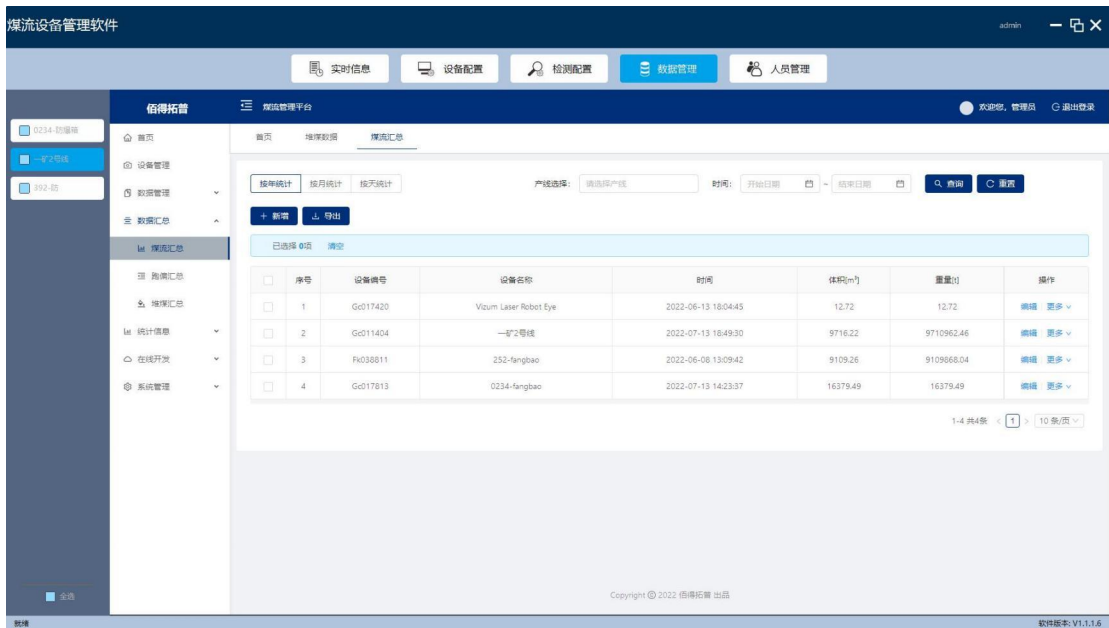 煤流设备管理软件
admin
实时信息 设备配置 检测配置 数据管理 人员管理
佰得拓普 煤流管理平台 欢迎您，管理员 退出登录
0234-防爆箱
一矿2号线
392-防
首页
设备管理
数据管理
数据汇总
煤流汇总
跑偏汇总
堆煤汇总
统计信息
在线开发
系统管理
首页 堆煤数据 煤流汇总
按年统计 按月统计 按天统计 产线选择： 请选择产线 时间： 开始日期 ~ 结束日期 查询 重置
+ 新增 导出
已选择 0项 清空
序号 设备编号 设备名称 时间 体积[m³] 重量[t] 操作
1 Gc017420 Vizum Laser Robot Eye 2022-06-13 18:04:45 12.72 12.72 编辑 更多
2 Gc011404 一矿2号线 2022-07-13 18:49:30 9716.22 9710962.46 编辑 更多
3 Fk038811 252-fangbao 2022-06-08 13:09:42 9109.26 9109868.04 编辑 更多
4 Gc017813 0234-fangbao 2022-07-13 14:23:37 16379.49 16379.49 编辑 更多
1-4 共4条 < 1 > 10 条/页
全选
Copyright © 2022 佰得拓普 出品
就绪 软件版本: V1.1.1.6